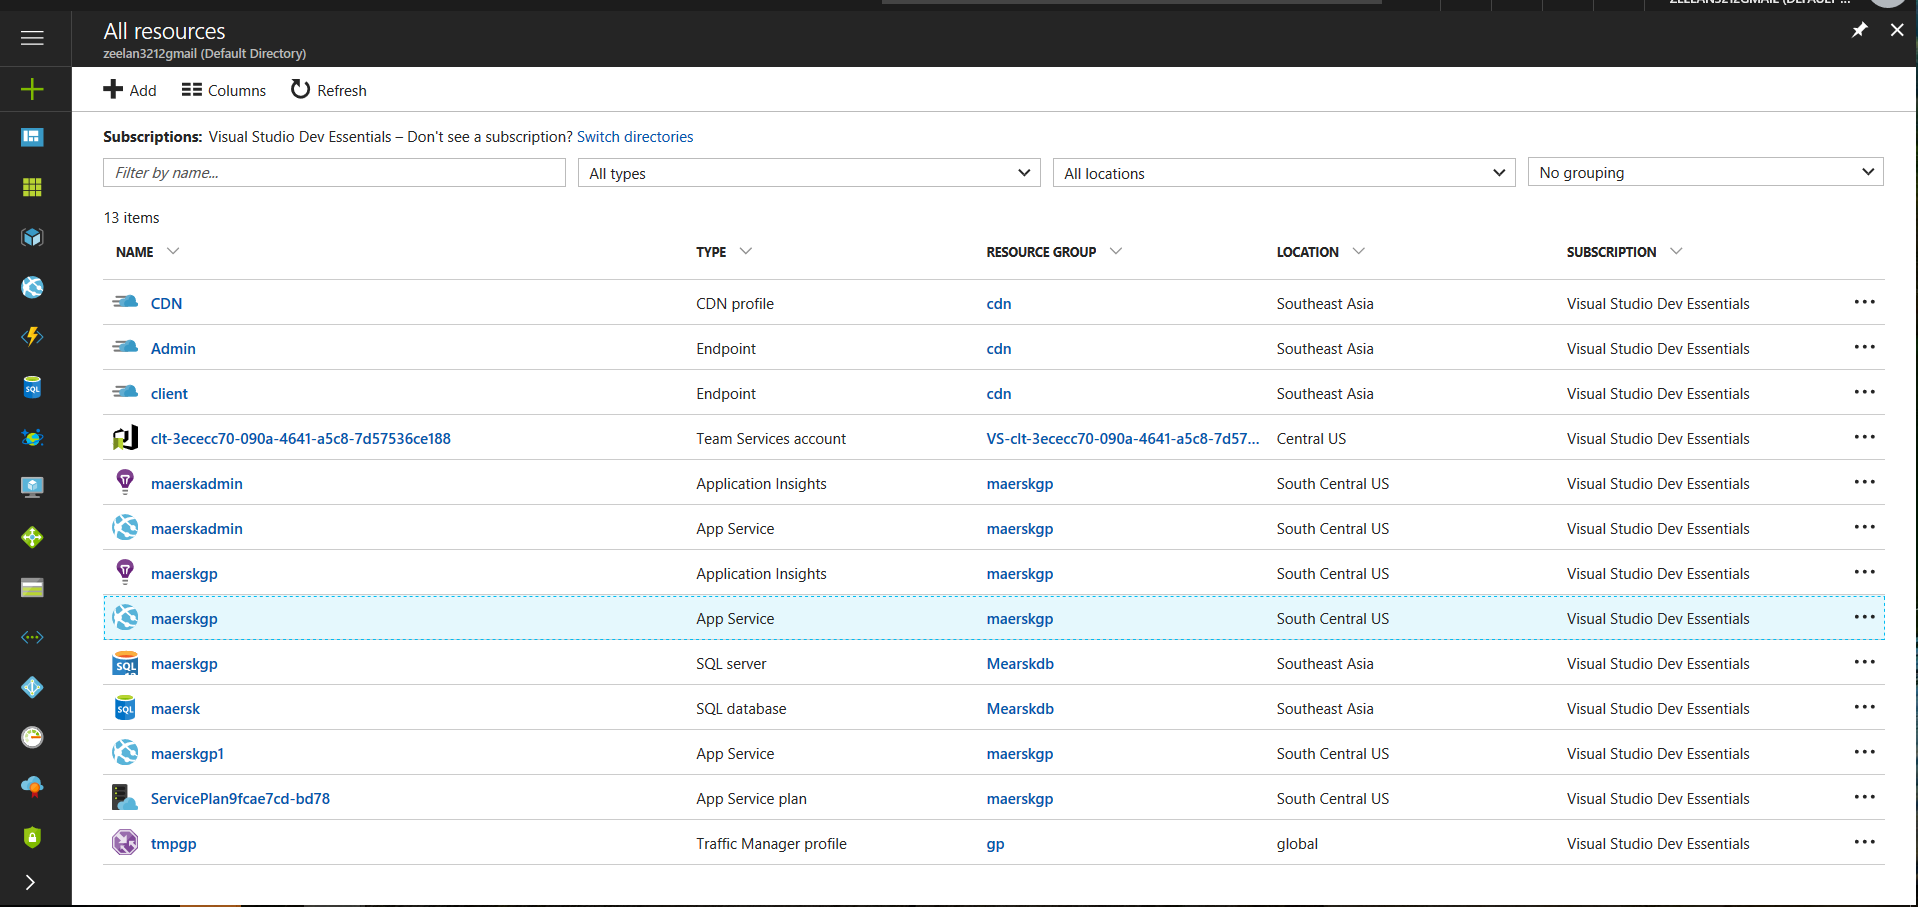 All resources
zeelan3212gmail (Default Directory)
Add Columns Refresh
Subscriptions: Visual Studio Dev Essentials – Don't see a subscription? Switch directories
Filter by name... All types All locations No grouping
13 items
NAME TYPE RESOURCE GROUP LOCATION SUBSCRIPTION
CDN CDN profile cdn Southeast Asia Visual Studio Dev Essentials
Admin Endpoint cdn Southeast Asia Visual Studio Dev Essentials
client Endpoint cdn Southeast Asia Visual Studio Dev Essentials
clt-3ececc70-090a-4641-a5c8-7d57536ce188 Team Services account VS-clt-3ececc70-090a-4641-a5c8-7d57... Central US Visual Studio Dev Essentials
maerskadmin Application Insights maerskgp South Central US Visual Studio Dev Essentials
maerskadmin App Service maerskgp South Central US Visual Studio Dev Essentials
maerskgp Application Insights maerskgp South Central US Visual Studio Dev Essentials
maerskgp App Service maerskgp South Central US Visual Studio Dev Essentials
SQL maerskgp SQL server Mearskdb Southeast Asia Visual Studio Dev Essentials
SQL maersk SQL database Mearskdb Southeast Asia Visual Studio Dev Essentials
maerskgp1 App Service maerskgp South Central US Visual Studio Dev Essentials
ServicePlan9fcae7cd-bd78 App Service plan maerskgp South Central US Visual Studio Dev Essentials
tmpgp Traffic Manager profile gp global Visual Studio Dev Essentials
SQL